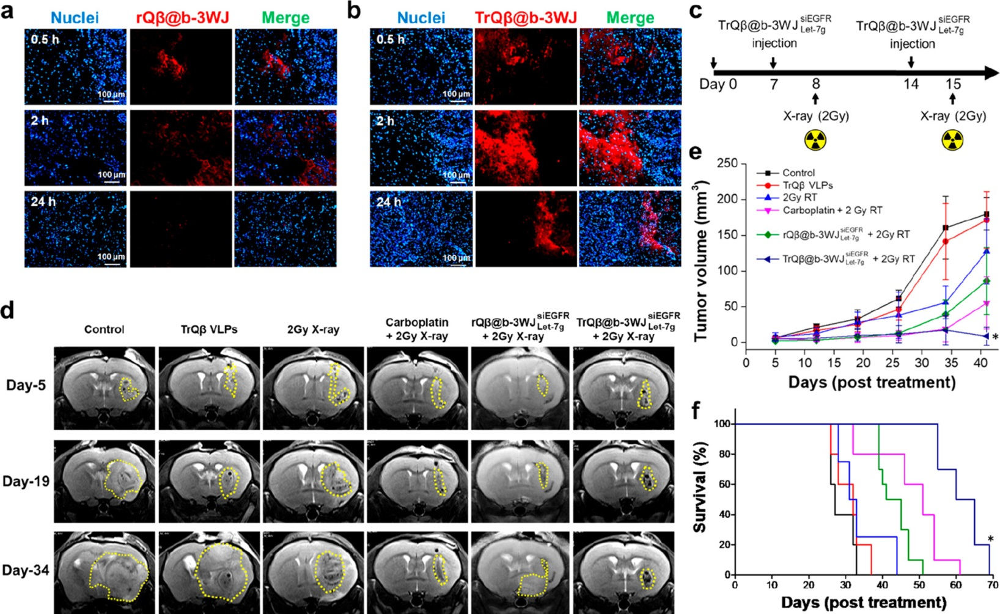 a
Nuclei rQβ@b-3WJ Merge
0.5 h
100 μm
2 h
100 μm
24 h
100 μm
b
Nuclei TrQβ@b-3WJ Merge
0.5 h
100 μm
2 h
100 μm
24 h
100 μm
c
TrQβ@b-3WJ siEGFR Let-7g TrQβ@b-3WJ siEGFR Let-7g
injection injection
Day 0 7 8 14 15
X-ray (2Gy) X-ray (2Gy)
d
Control TrQβ VLPs 2Gy X-ray Carboplatin + 2Gy X-ray rQβ@b-3WJ siEGFR Let-7g + 2Gy X-ray TrQβ@b-3WJ siEGFR Let-7g + 2Gy X-ray
Day-5
Day-19
Day-34
e
Tumor volume (mm³)
250
200
150
100
50
0
Control
TrQβ VLPs
2Gy RT
Carboplatin + 2 Gy RT
rQβ@b-3WJ siEGFR Let-7g + 2Gy RT
TrQβ@b-3WJ siEGFR Let-7g + 2Gy RT
*
0 5 10 15 20 25 30 35 40
Days (post treatment)
f
Survival (%)
100
80
60
40
20
0
*
0 10 20 30 40 50 60 70
Days (post treatment)